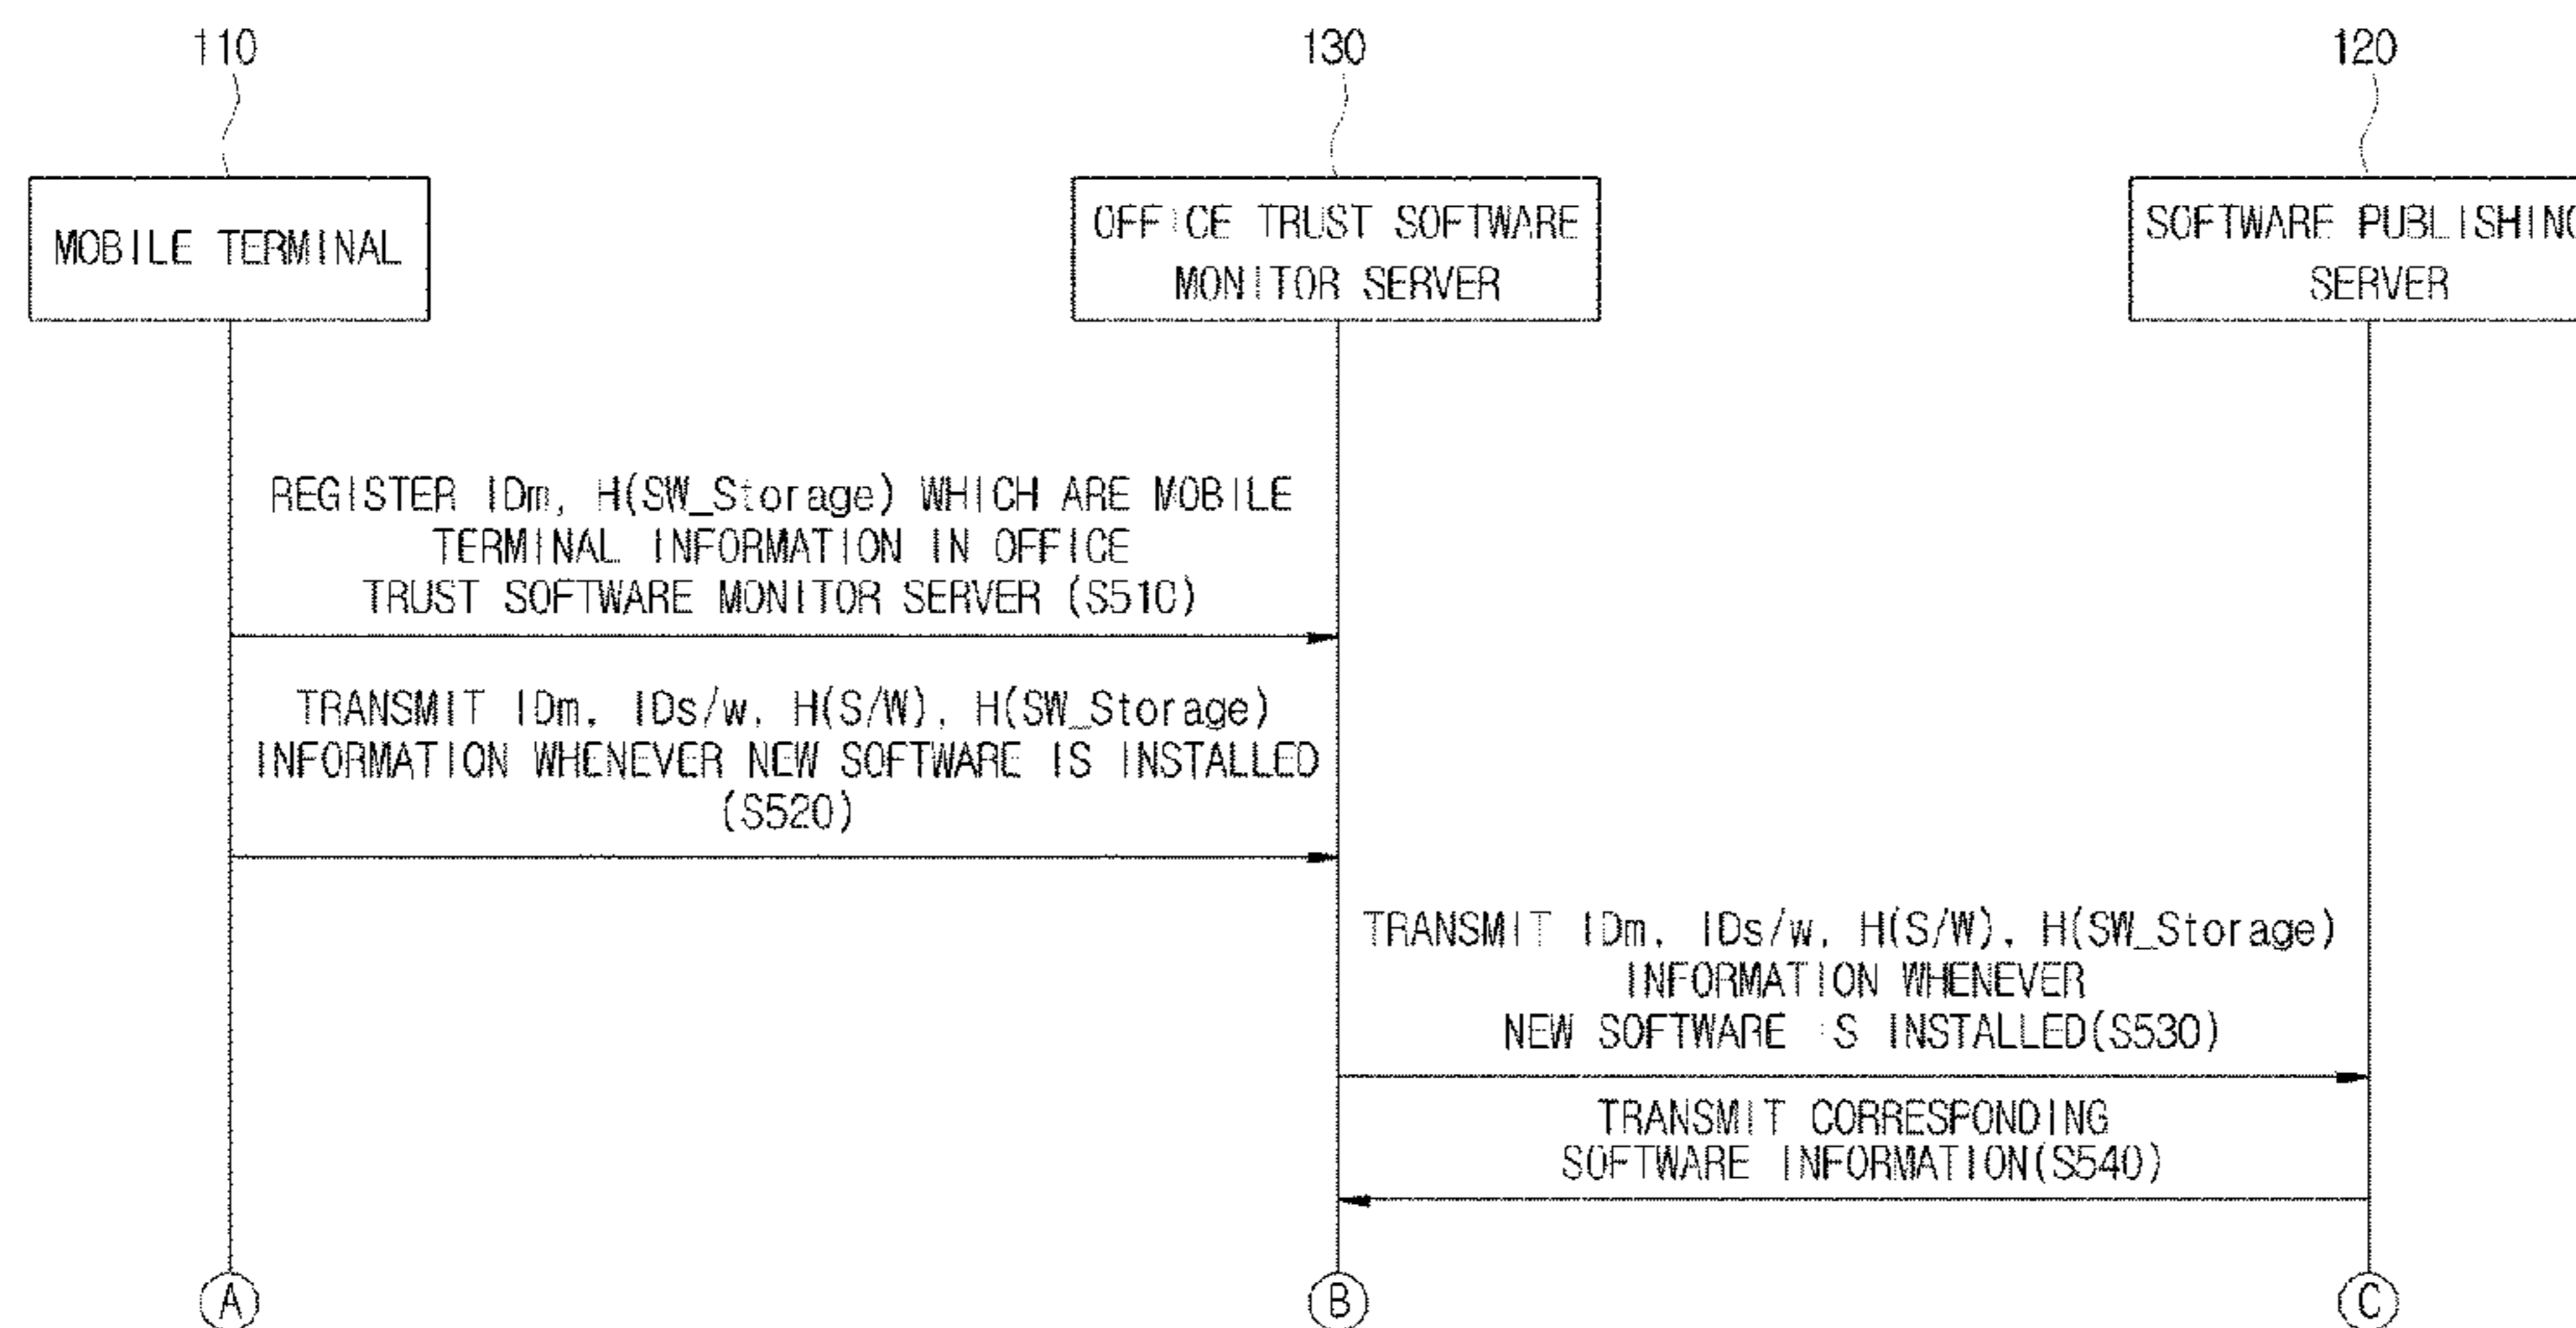 110
130
120
MOBILE TERMINAL
OFFICE TRUST SOFTWARE
MONITOR SERVER
SOFTWARE PUBLISHING
SERVER
REGISTER IDm, H(SW_Storage) WHICH ARE MOBILE
TERMINAL INFORMATION IN OFFICE
TRUST SOFTWARE MONITOR SERVER (S510)
TRANSMIT IDm, IDs/w, H(S/W), H(SW_Storage)
INFORMATION WHENEVER NEW SOFTWARE IS INSTALLED
(S520)
TRANSMIT IDm, IDs/w, H(S/W), H(SW_Storage)
INFORMATION WHENEVER
NEW SOFTWARE IS INSTALLED(S530)
TRANSMIT CORRESPONDING
SOFTWARE INFORMATION(S540)
A
B
C